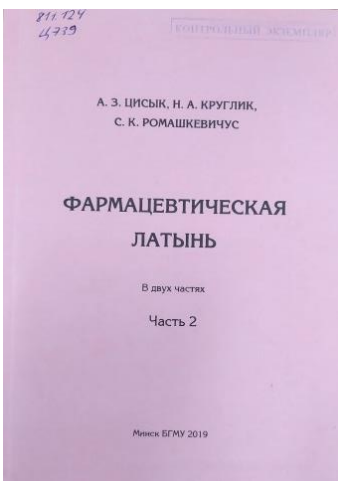 811.124
Ц739
КОНТРОЛЬНЫЙ ЭКЗЕМПЛЯР
А. З. ЦИСЫК, Н. А. КРУГЛИК,
С. К. РОМАШКЕВИЧУС
ФАРМАЦЕВТИЧЕСКАЯ
ЛАТЫНЬ
В двух частях
Часть 2
Минск БГМУ 2019